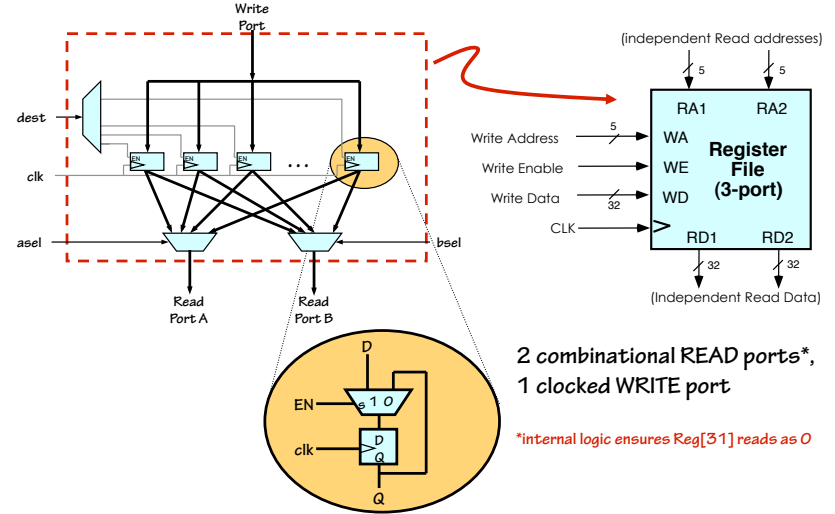 Write
Port
dest
EN
EN
EN
...
EN
clk
asel
bsel
Read
Port A
Read
Port B
D
EN
s 1 0
clk
D
Q
Q
(independent Read addresses)
5
5
RA1
RA2
5
Write Address
WA
Write Enable
WE
Write Data
32
WD
CLK
Register
File
(3-port)
RD1
RD2
32
32
(Independent Read Data)
2 combinational READ ports*,
1 clocked WRITE port
*internal logic ensures Reg[31] reads as 0